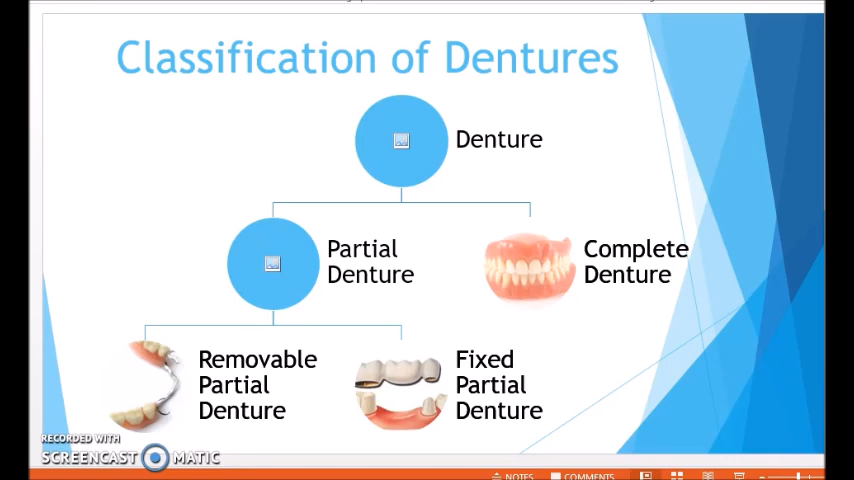 Classification of Dentures
Denture
Partial
Denture
Complete
Denture
Removable
Partial
Denture
Fixed
Partial
Denture
RECORDED WITH
SCREENCAST MATIC
NOTES
COMMENTS